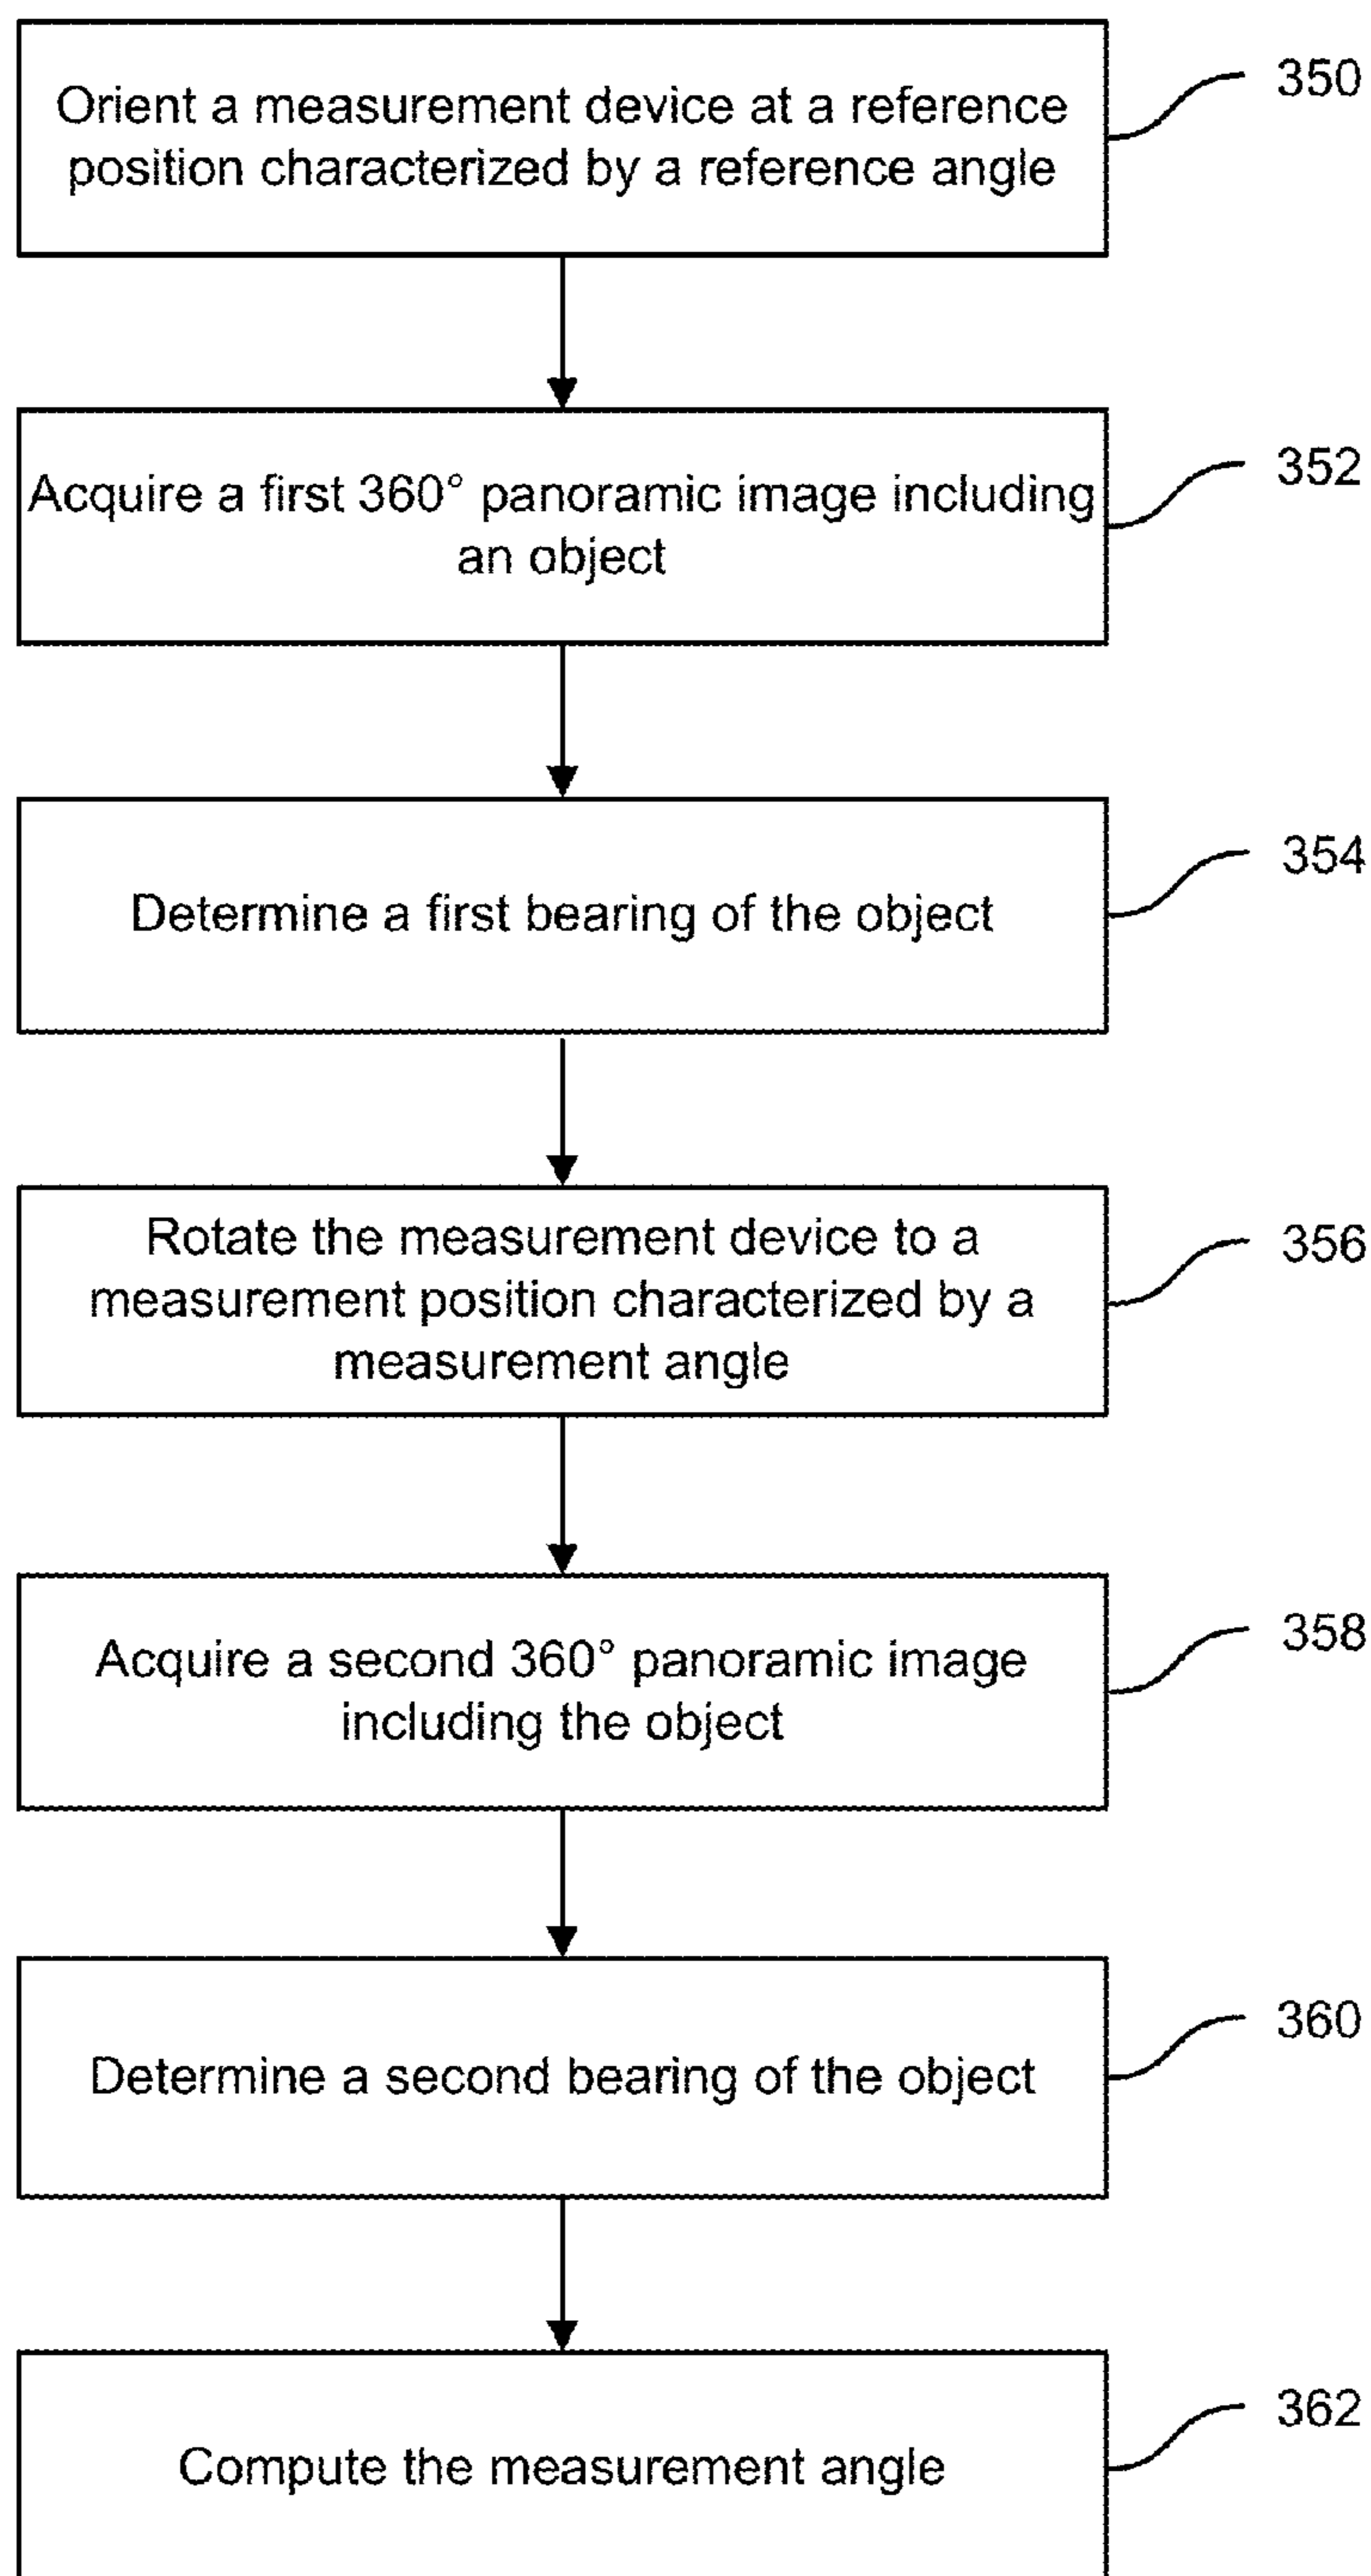 Orient a measurement device at a reference
position characterized by a reference angle
350
Acquire a first 360° panoramic image including
an object
352
Determine a first bearing of the object
354
Rotate the measurement device to a
measurement position characterized by a
measurement angle
356
Acquire a second 360° panoramic image
including the object
358
Determine a second bearing of the object
360
Compute the measurement angle
362